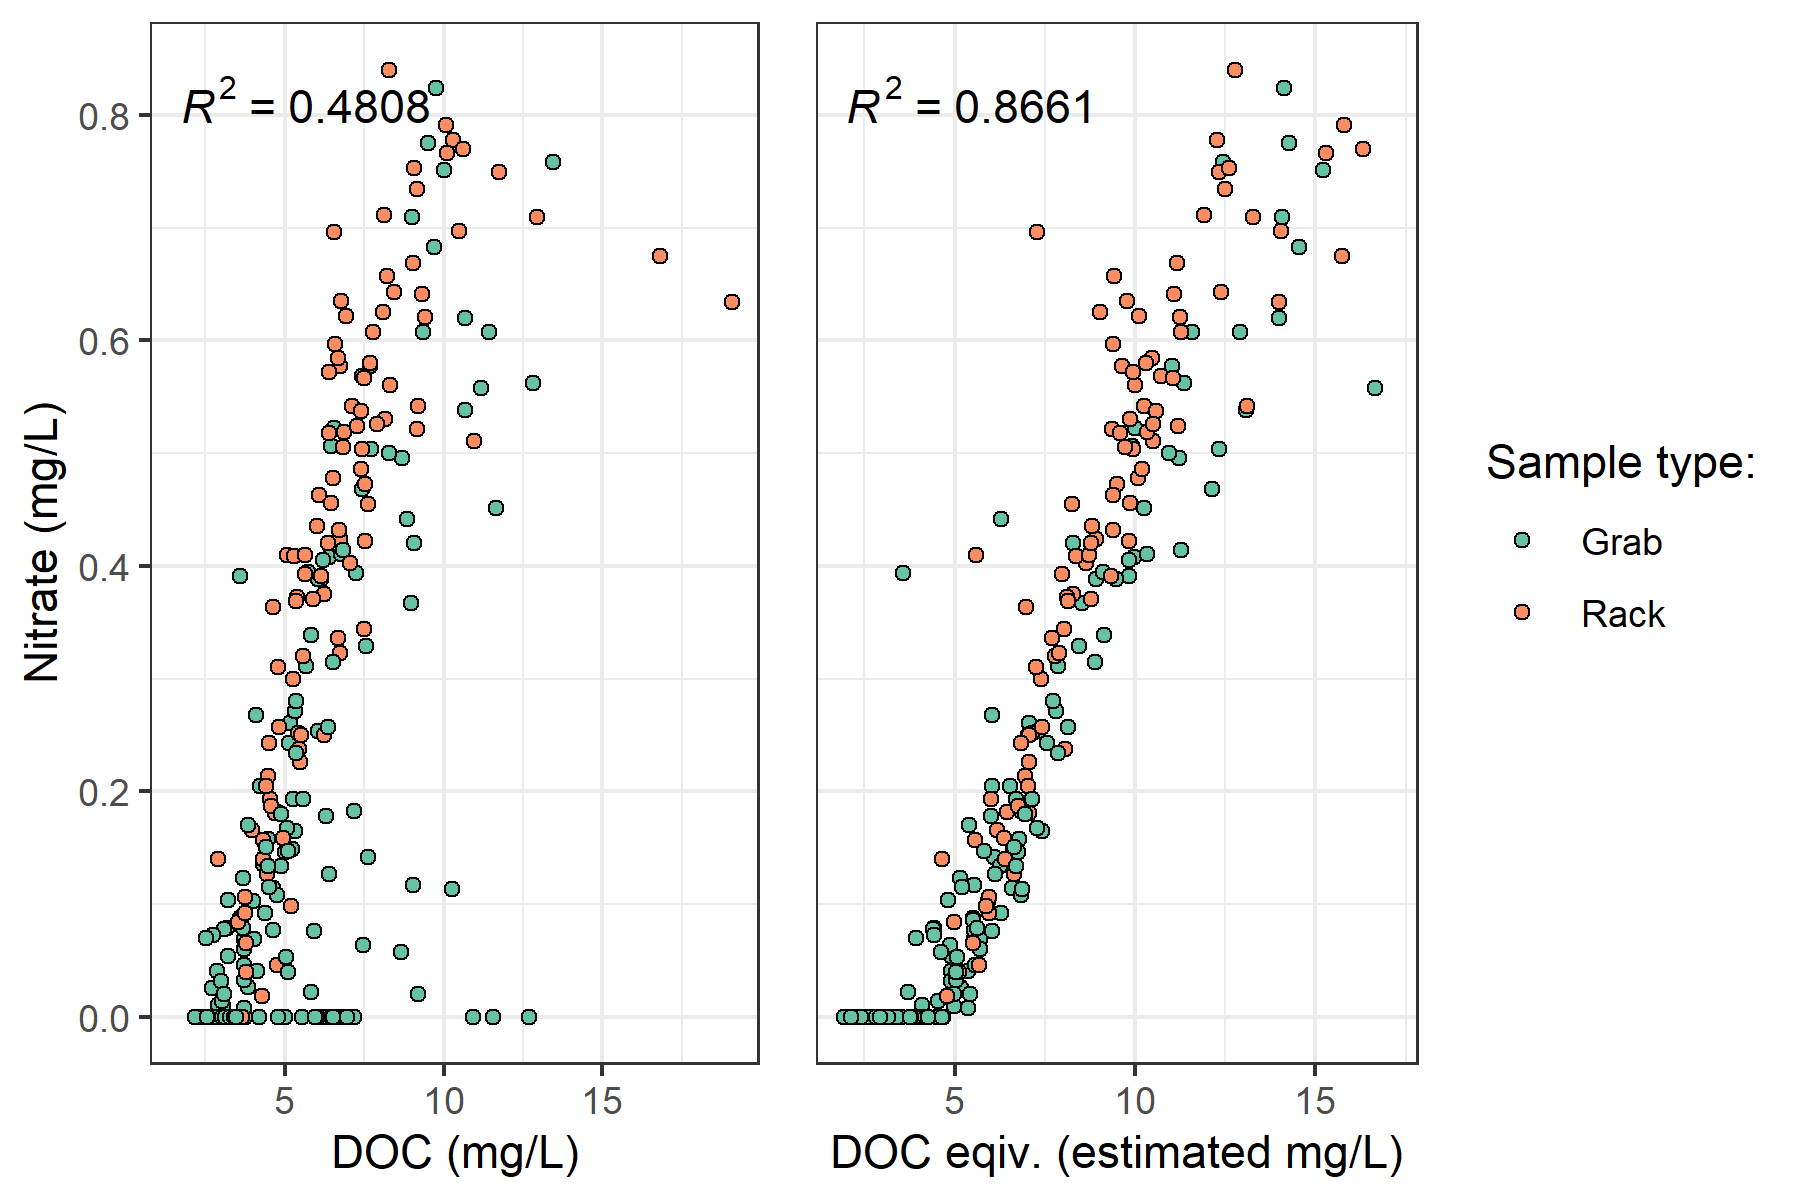 R² = 0.4808
R² = 0.8661
0.8
0.6
0.4
0.2
0.0
Nitrate (mg/L)
5 10 15
5 10 15
DOC (mg/L)
DOC eqiv. (estimated mg/L)
Sample type:
Grab
Rack